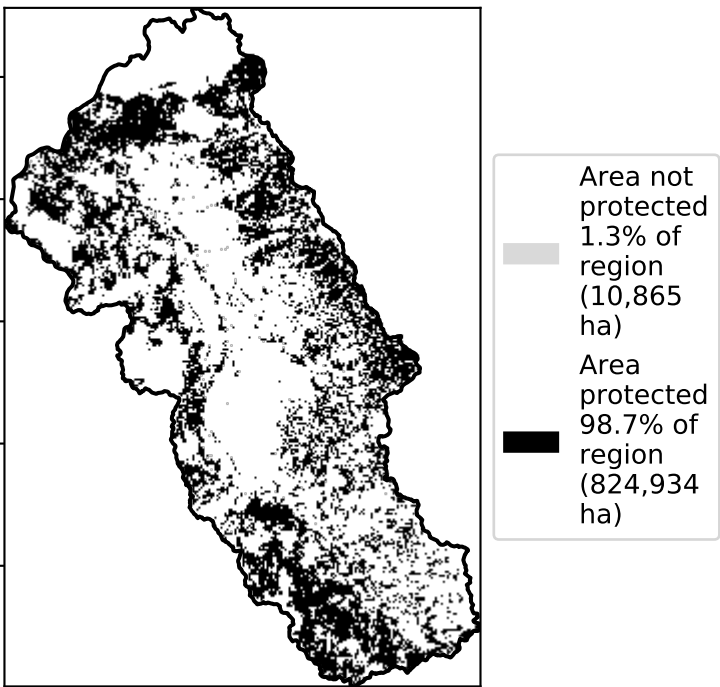 Area not
protected
1.3% of
region
(10,865
ha)
Area
protected
98.7% of
region
(824,934
ha)